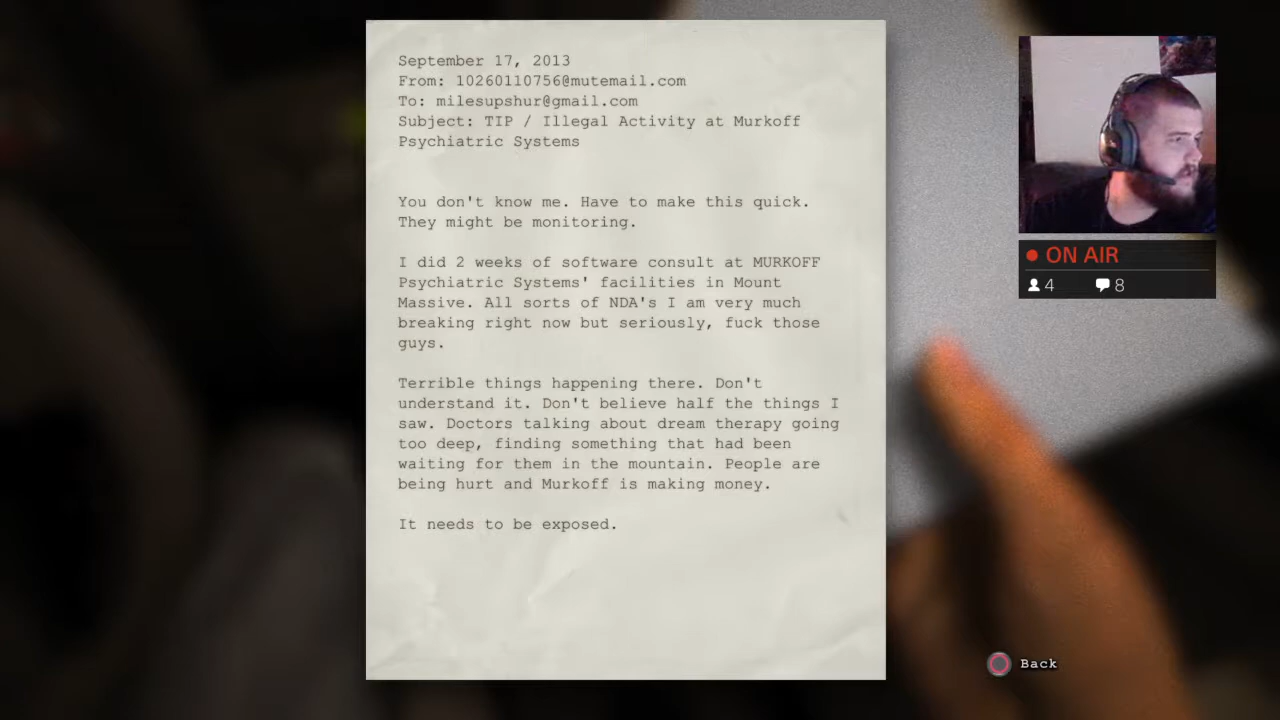 September 17, 2013
From: 10260110756@mutemail.com
To: milesupshur@gmail.com
Subject: TIP / Illegal Activity at Murkoff
Psychiatric Systems
You don't know me. Have to make this quick.
They might be monitoring.
I did 2 weeks of software consult at MURKOFF
Psychiatric Systems' facilities in Mount
Massive. All sorts of NDA's I am very much
breaking right now but seriously, fuck those
guys.
Terrible things happening there. Don't
understand it. Don't believe half the things I
saw. Doctors talking about dream therapy going
too deep, finding something that had been
waiting for them in the mountain. People are
being hurt and Murkoff is making money.
It needs to be exposed.
ON AIR
4 8
Back